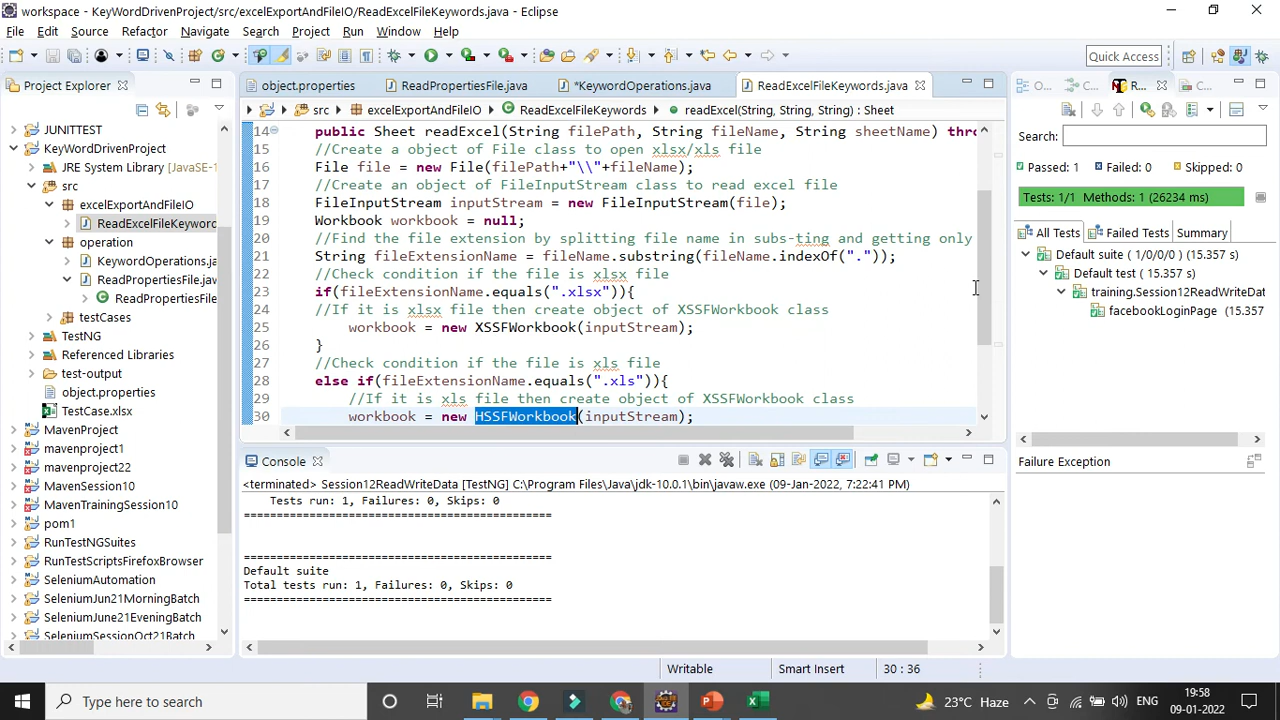 workspace - KeyWordDrivenProject/src/excelExportAndFileIO/ReadExcelFileKeywords.java - Eclipse
File Edit Source Refactor Navigate Search Project Run Window Help
Quick Access
Project Explorer
object.properties
ReadPropertiesFile.java
*KeywordOperations.java
ReadExcelFileKeywords.java
O... C... R... C...
src excelExportAndFileIO ReadExcelFileKeywords readExcel(String, String, String) : Sheet
JUNITTEST
KeyWordDrivenProject
JRE System Library [JavaSE-1
src
excelExportAndFileIO
ReadExcelFileKeyword
operation
KeywordOperations.ja
ReadPropertiesFile.jav
ReadPropertiesFile
testCases
TestNG
Referenced Libraries
test-output
object.properties
TestCase.xlsx
MavenProject
mavenproject1
mavenproject22
MavenSession10
MavenTrainingSession10
pom1
RunTestNGSuites
RunTestScriptsFirefoxBrowser
SeleniumAutomation
SeleniumJun21MorningBatch
SeleniumJune21EveningBatch
SeleniumSessionOct21Batch
14 public Sheet readExcel(String filePath, String fileName, String sheetName) thro
15 //Create a object of File class to open xlsx/xls file
16 File file = new File(filePath+"\\"+fileName);
17 //Create an object of FileInputStream class to read excel file
18 FileInputStream inputStream = new FileInputStream(file);
19 Workbook workbook = null;
20 //Find the file extension by splitting file name in subs-ting and getting only
21 String fileExtensionName = fileName.substring(fileName.indexOf("."));
22 //Check condition if the file is xlsx file
23 if(fileExtensionName.equals(".xlsx")){
24 //If it is xlsx file then create object of XSSFWorkbook class
25 workbook = new XSSFWorkbook(inputStream);
26 }
27 //Check condition if the file is xls file
28 else if(fileExtensionName.equals(".xls")){
29 //If it is xls file then create object of XSSFWorkbook class
30 workbook = new HSSFWorkbook(inputStream);
Search:
Passed: 1 Failed: 0 Skipped: 0
Tests: 1/1 Methods: 1 (26234 ms)
All Tests Failed Tests Summary
Default suite ( 1/0/0/0 ) (15.357 s)
Default test ( 15.357 s)
training.Session12ReadWriteDat
facebookLoginPage (15.357
Failure Exception
Console
<terminated> Session12ReadWriteData [TestNG] C:\Program Files\Java\jdk-10.0.1\bin\javaw.exe (09-Jan-2022, 7:22:41 PM)
Tests run: 1, Failures: 0, Skips: 0
===============================================
===============================================
Default suite
Total tests run: 1, Failures: 0, Skips: 0
===============================================
Writable Smart Insert 30 : 36
Type here to search
23°C Haze ENG 19:58
09-01-2022